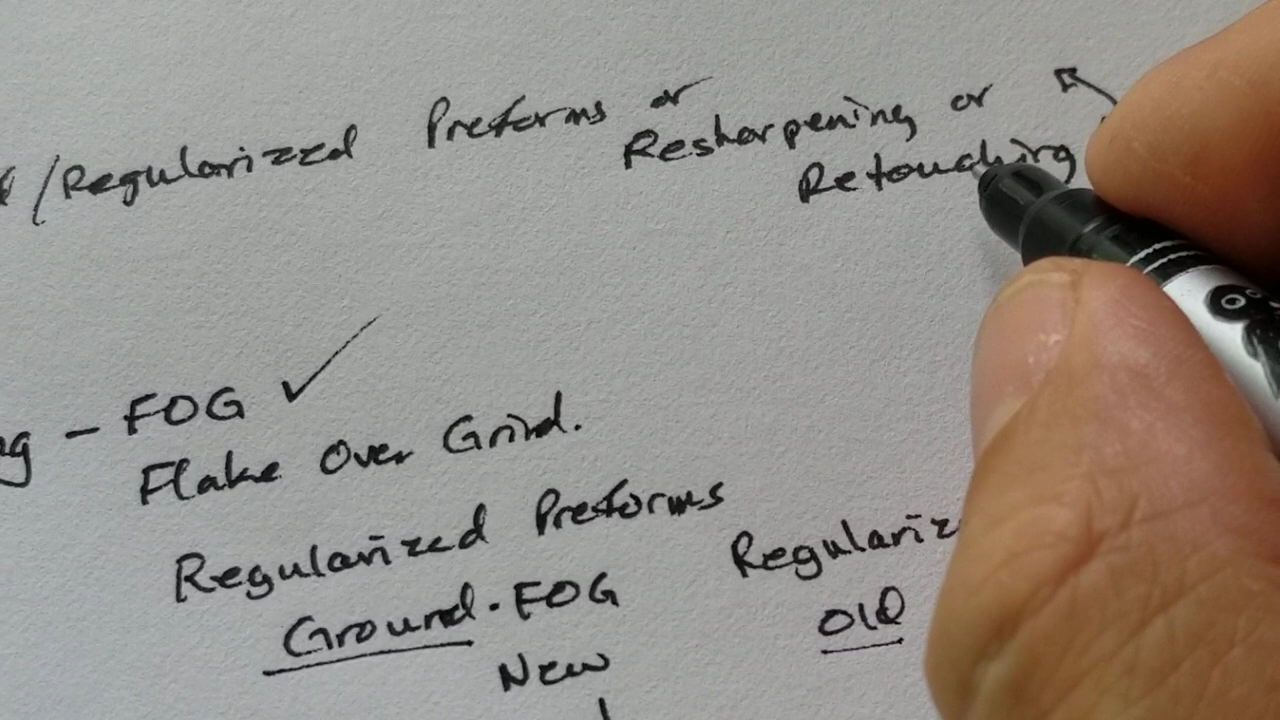 /Regularized Preforms or
Resharpening or
Retouching
- FOG ✓
Flake Over Grind.
Regularized Preforms
Ground - FOG
New
Regulariz
OLD